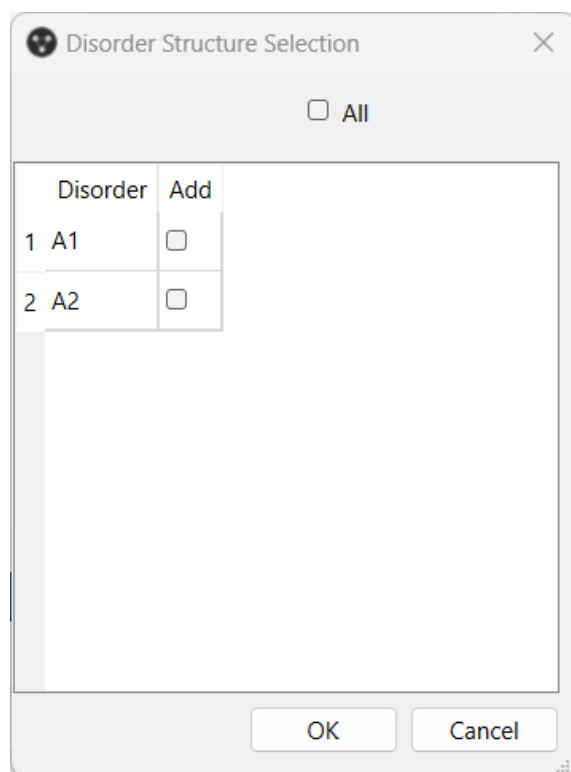 Disorder Structure Selection
All
Disorder Add
1 A1
2 A2
OK Cancel